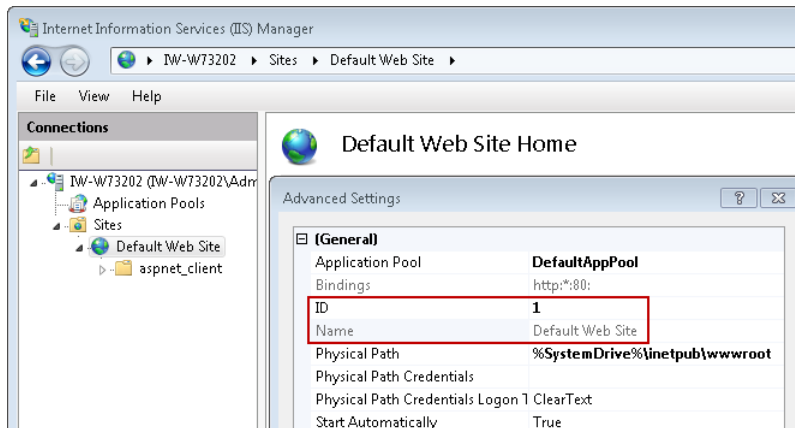 Internet Information Services (IIS) Manager
IW-W73202 Sites Default Web Site
File View Help
Connections
IW-W73202 (IW-W73202\Adm
Application Pools
Sites
Default Web Site
aspnet_client
Default Web Site Home
Advanced Settings
(General)
Application Pool DefaultAppPool
Bindings http:*:80:
ID 1
Name Default Web Site
Physical Path %SystemDrive%\inetpub\wwwroot
Physical Path Credentials
Physical Path Credentials Logon T ClearText
Start Automatically True